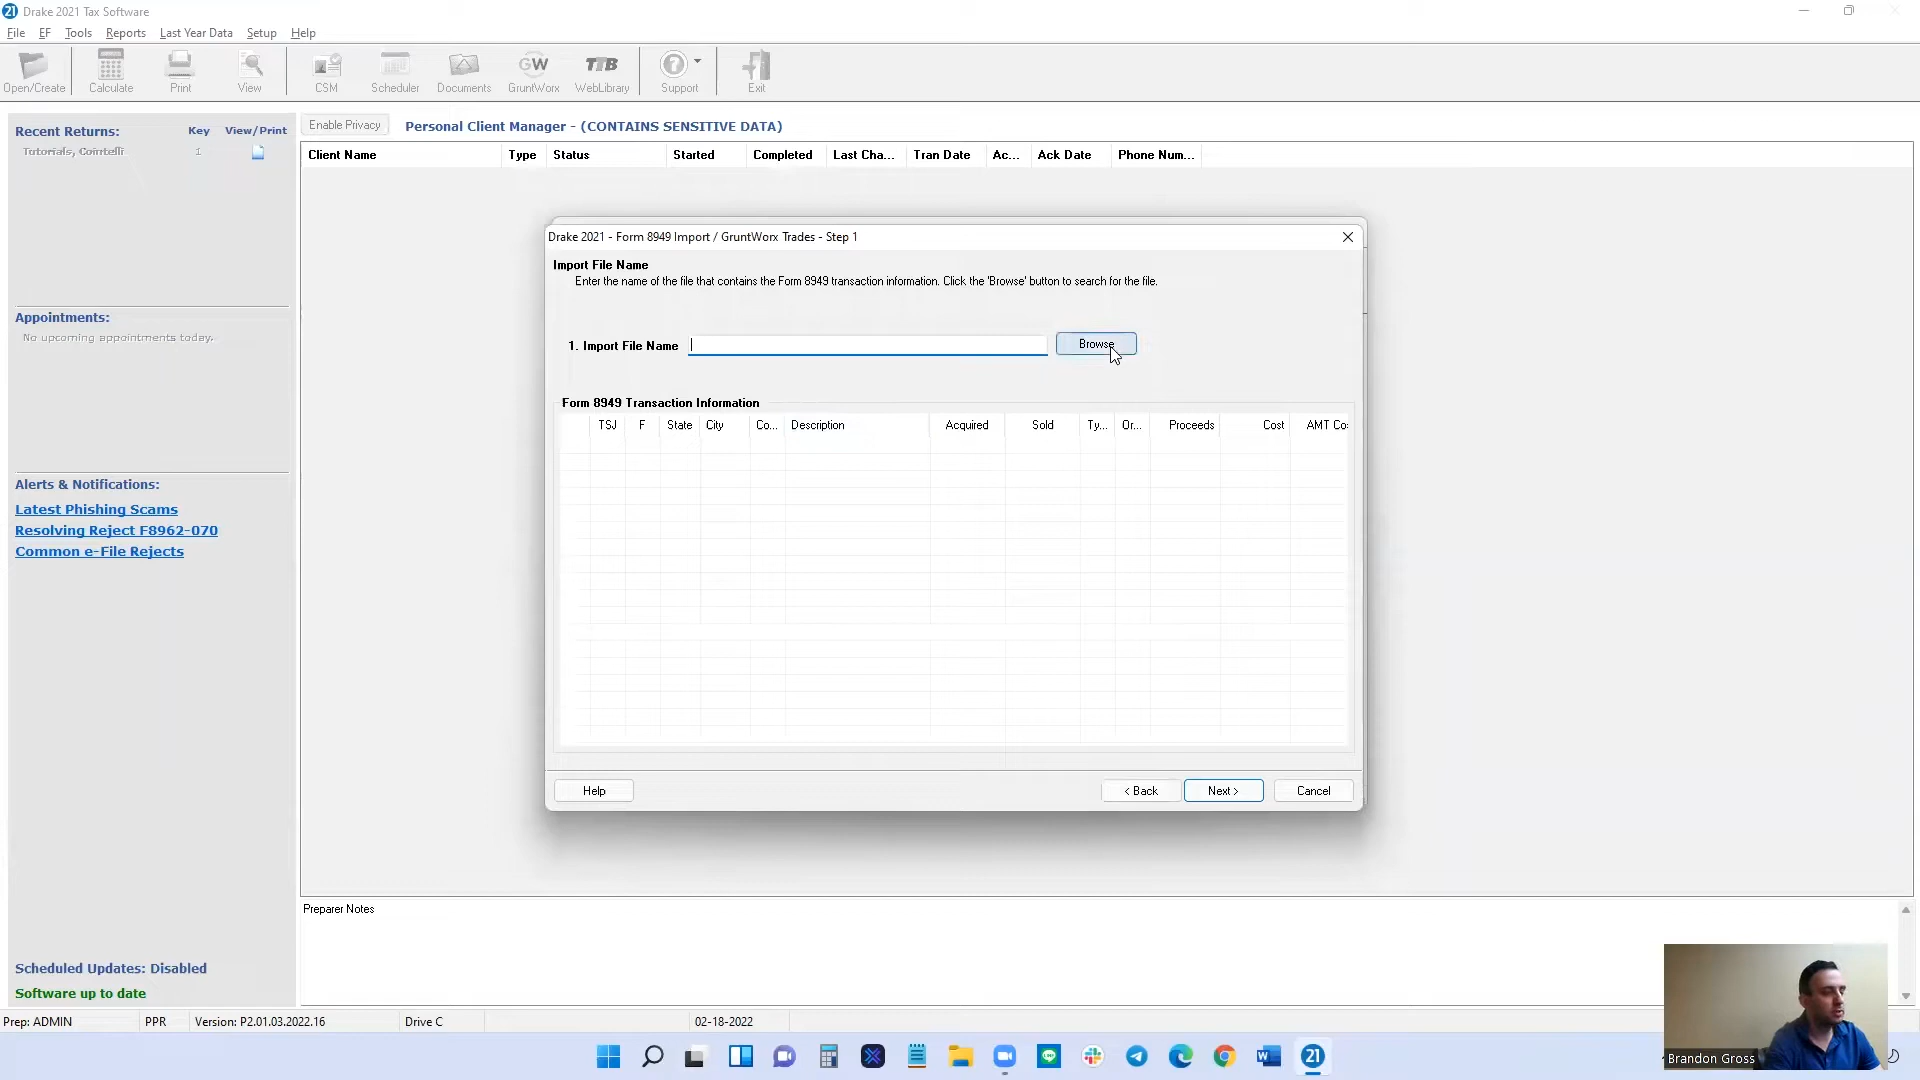 21 Drake 2021 Tax Software
File EF Tools Reports Last Year Data Setup Help
Open/Create Calculate Print View CSM Scheduler Documents GruntWorx WebLibrary Support Exit
GW TTB ?
Recent Returns: Key View/Print
Tutorials, Cointelli 1
Enable Privacy Personal Client Manager - (CONTAINS SENSITIVE DATA)
Client Name Type Status Started Completed Last Cha... Tran Date Ac... Ack Date Phone Num...
Appointments:
No upcoming appointments today.
Alerts & Notifications:
Latest Phishing Scams
Resolving Reject F8962-070
Common e-File Rejects
Drake 2021 - Form 8949 Import / GruntWorx Trades - Step 1
Import File Name
Enter the name of the file that contains the Form 8949 transaction information. Click the 'Browse' button to search for the file.
1. Import File Name Browse
Form 8949 Transaction Information
TSJ F State City Co... Description Acquired Sold Ty... Or... Proceeds Cost AMT Co
Help < Back Next > Cancel
Preparer Notes
Scheduled Updates: Disabled
Software up to date
Prep: ADMIN PPR Version: P2.01.03.2022.16 Drive C 02-18-2022
Brandon Gross
LINE W 21